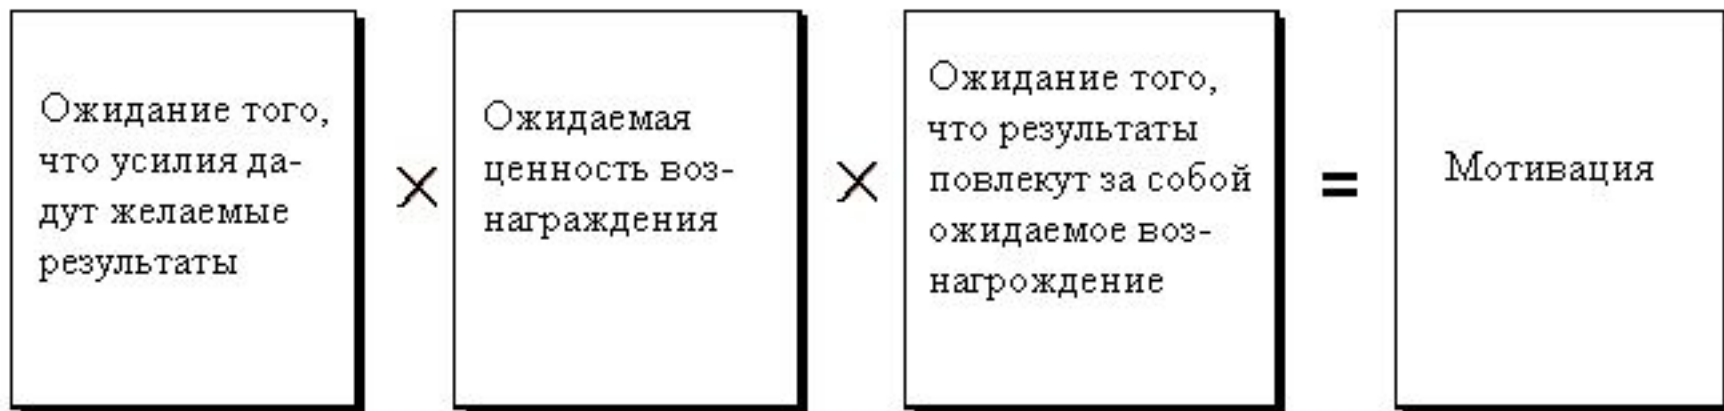 Ожидание того,
что усилия да-
дут желаемые
результаты
×
Ожидаемая
ценность воз-
награждения
×
Ожидание того,
что результаты
повлекут за собой
ожидаемое воз-
нагрождение
=
Мотивация